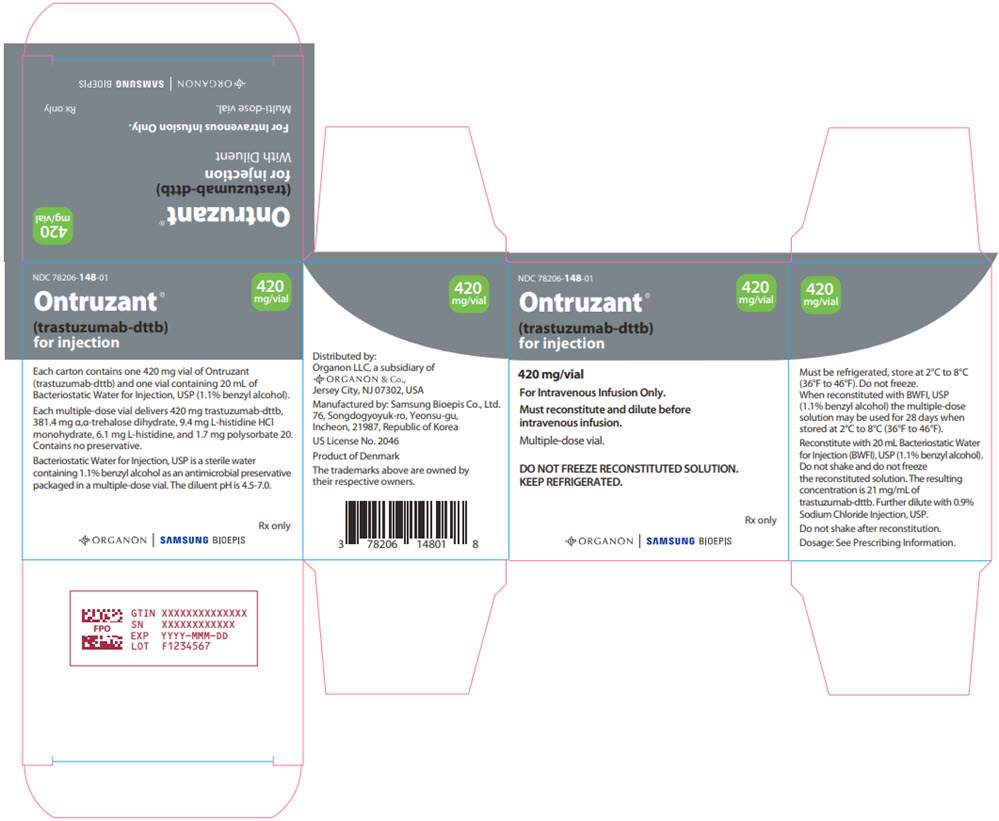 ORGANON | SAMSUNG BIOEPIS
Rx only
Multi-dose vial.
For Intravenous Infusion Only.
With Diluent
for injection
(trastuzumab-dttb)
Ontruzant®
420
mg/vial
NDC 78206-148-01
Ontruzant®
420
mg/vial
(trastuzumab-dttb)
for injection
Each carton contains one 420 mg vial of Ontruzant
(trastuzumab-dttb) and one vial containing 20 mL of
Bacteriostatic Water for Injection, USP (1.1% benzyl alcohol).
Each multiple-dose vial delivers 420 mg trastuzumab-dttb,
381.4 mg α,α-trehalose dihydrate, 9.4 mg L-histidine HCl
monohydrate, 6.1 mg L-histidine, and 1.7 mg polysorbate 20.
Contains no preservative.
Bacteriostatic Water for Injection, USP is a sterile water
containing 1.1% benzyl alcohol as an antimicrobial preservative
packaged in a multiple-dose vial. The diluent pH is 4.5-7.0.
Rx only
ORGANON | SAMSUNG BIOEPIS
FPO
GTIN XXXXXXXXXXXXXX
SN XXXXXXXXXXXX
EXP YYYY-MMM-DD
LOT F1234567
420
mg/vial
Distributed by:
Organon LLC, a subsidiary of
ORGANON & Co.,
Jersey City, NJ 07302, USA
Manufactured by: Samsung Bioepis Co., Ltd.
76, Songdogyoyuk-ro, Yeonsu-gu,
Incheon, 21987, Republic of Korea
US License No. 2046
Product of Denmark
The trademarks above are owned by
their respective owners.
3 78206 14801 8
NDC 78206-148-01
Ontruzant®
420
mg/vial
(trastuzumab-dttb)
for injection
420 mg/vial
For Intravenous Infusion Only.
Must reconstitute and dilute before
intravenous infusion.
Multiple-dose vial.
DO NOT FREEZE RECONSTITUTED SOLUTION.
KEEP REFRIGERATED.
Rx only
ORGANON | SAMSUNG BIOEPIS
420
mg/vial
Must be refrigerated, store at 2°C to 8°C
(36°F to 46°F). Do not freeze.
When reconstituted with BWFI, USP
(1.1% benzyl alcohol) the multiple-dose
solution may be used for 28 days when
stored at 2°C to 8°C (36°F to 46°F).
Reconstitute with 20 mL Bacteriostatic Water
for Injection (BWFI), USP (1.1% benzyl alcohol).
Do not shake and do not freeze
the reconstituted solution. The resulting
concentration is 21 mg/mL of
trastuzumab-dttb. Further dilute with 0.9%
Sodium Chloride Injection, USP.
Do not shake after reconstitution.
Dosage: See Prescribing Information.